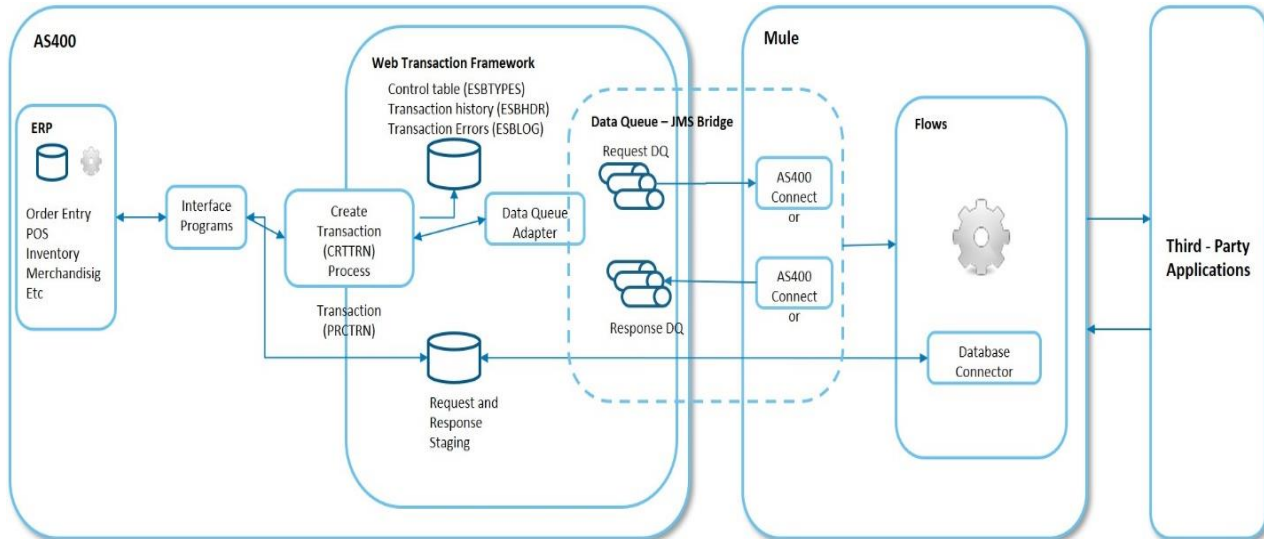 AS400
ERP
Order Entry
POS
Inventory
Merchandisig
Etc
Interface
Programs
Web Transaction Framework
Control table (ESBTYPES)
Transaction history (ESBHDR)
Transaction Errors (ESBLOG)
Create
Transaction
(CRTTRN)
Process
Transaction
(PRCTRN)
Data Queue
Adapter
Request and
Response
Staging
Data Queue – JMS Bridge
Request DQ
Response DQ
Mule
AS400
Connect
or
AS400
Connect
or
Flows
Database
Connector
Third - Party
Applications